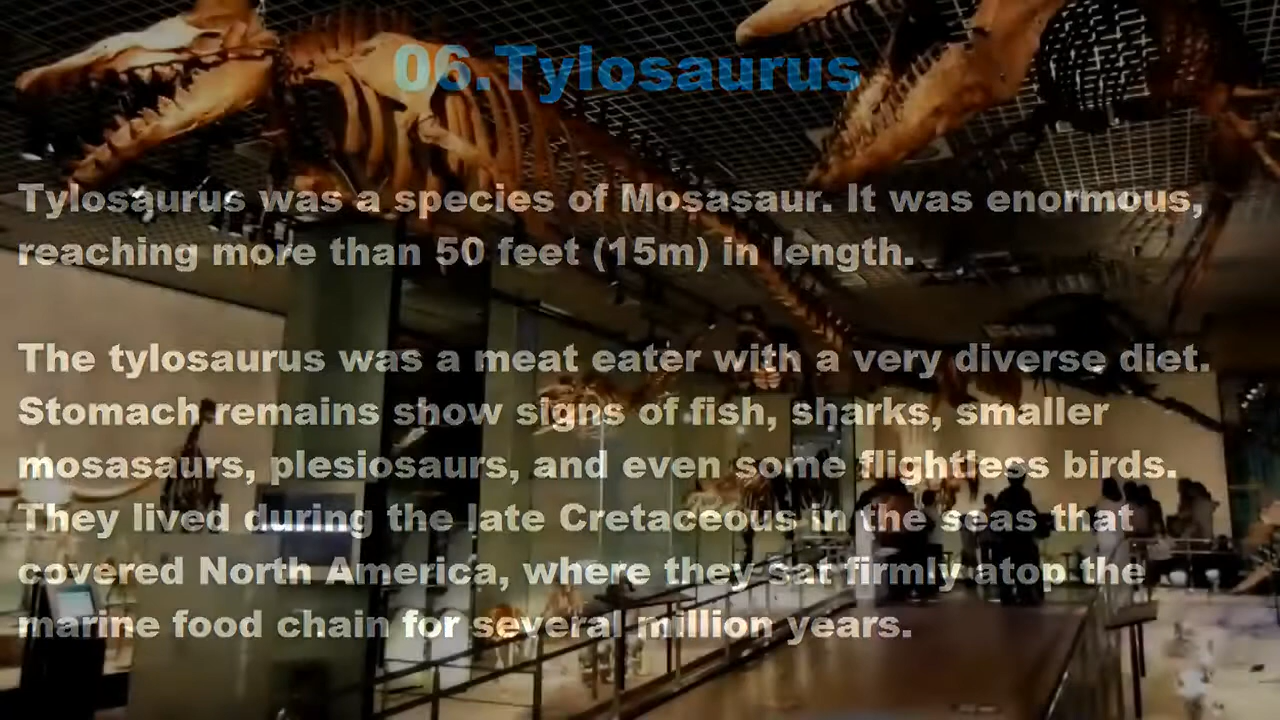 06.Tylosaurus
Tylosaurus was a species of Mosasaur. It was enormous,
reaching more than 50 feet (15m) in length.
The tylosaurus was a meat eater with a very diverse diet.
Stomach remains show signs of fish, sharks, smaller
mosasaurs, plesiosaurs, and even some flightless birds.
They lived during the late Cretaceous in the seas that
covered North America, where they sat firmly atop the
marine food chain for several million years.